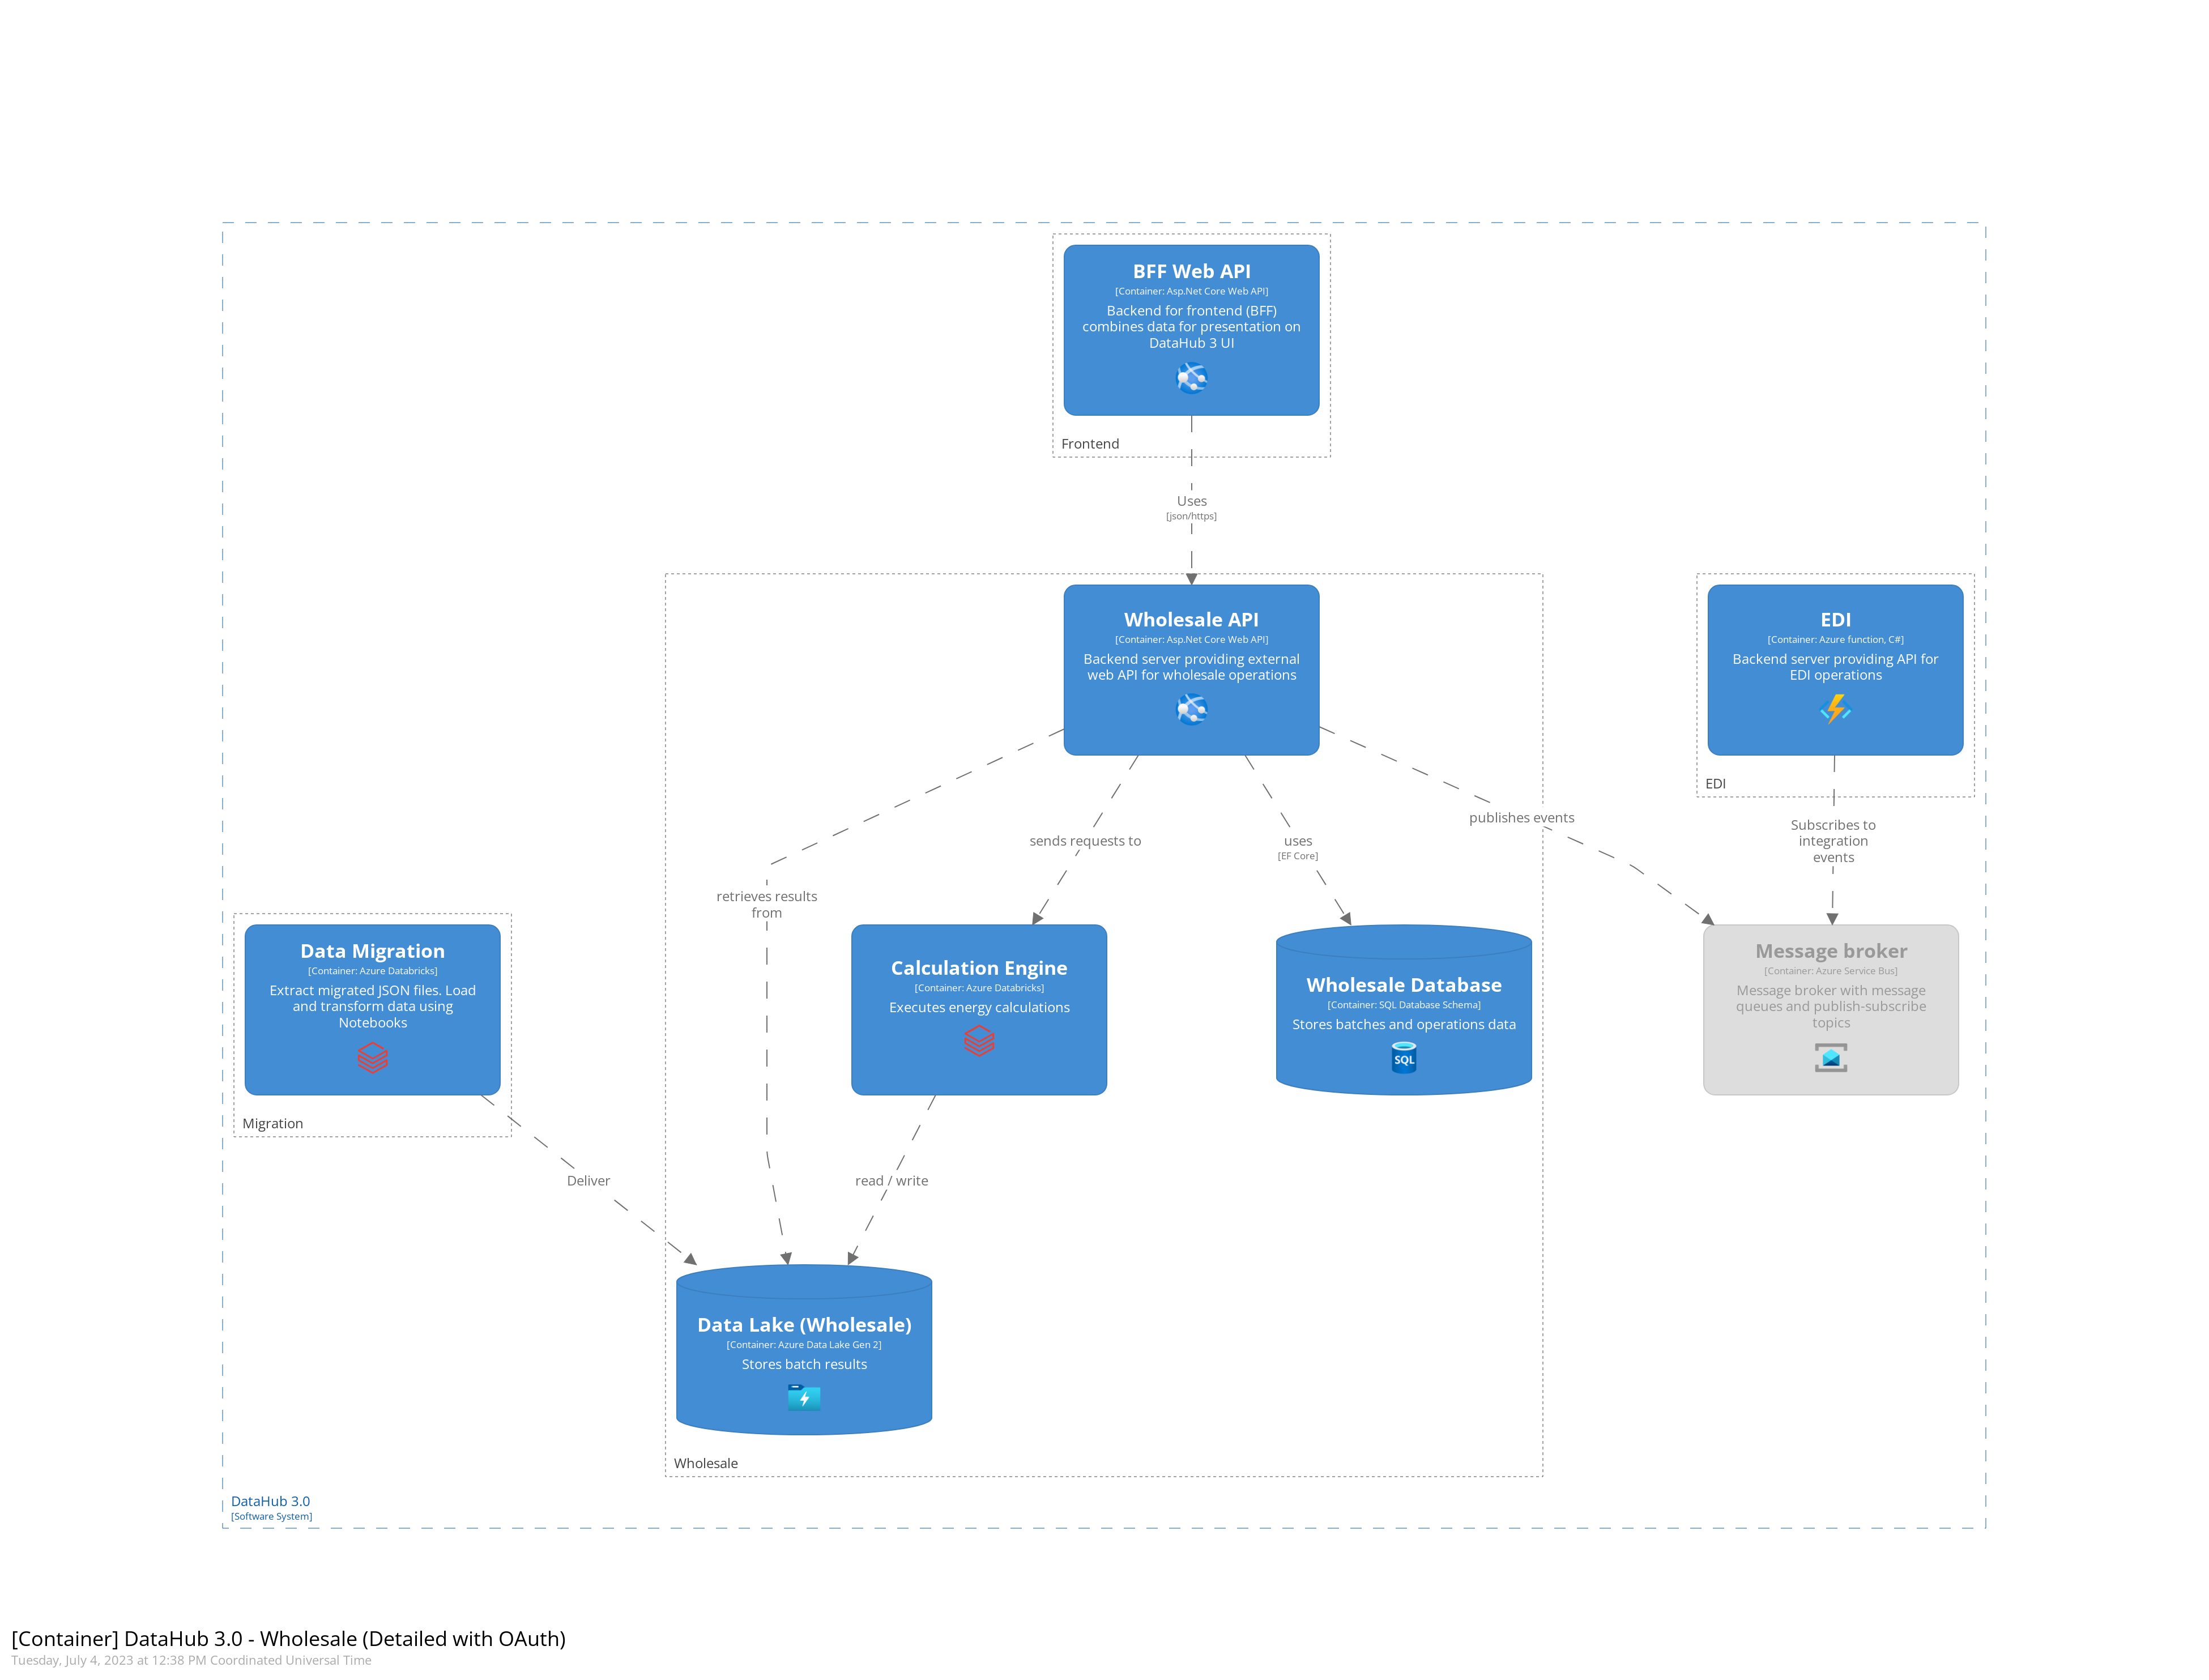 BFF Web API
[Container: Asp.Net Core Web API]
Backend for frontend (BFF)
combines data for presentation on
DataHub 3 UI
Frontend
Uses
[json/https]
Wholesale API
[Container: Asp.Net Core Web API]
Backend server providing external
web API for wholesale operations
EDI
[Container: Azure function, C#]
Backend server providing API for
EDI operations
EDI
publishes events
Subscribes to
integration
events
sends requests to
uses
[EF Core]
retrieves results
from
Data Migration
[Container: Azure Databricks]
Extract migrated JSON files. Load
and transform data using
Notebooks
Migration
Calculation Engine
[Container: Azure Databricks]
Executes energy calculations
Wholesale Database
[Container: SQL Database Schema]
Stores batches and operations data
SQL
Message broker
[Container: Azure Service Bus]
Message broker with message
queues and publish-subscribe
topics
Deliver
read / write
Data Lake (Wholesale)
[Container: Azure Data Lake Gen 2]
Stores batch results
Wholesale
DataHub 3.0
[Software System]
[Container] DataHub 3.0 - Wholesale (Detailed with OAuth)
Tuesday, July 4, 2023 at 12:38 PM Coordinated Universal Time